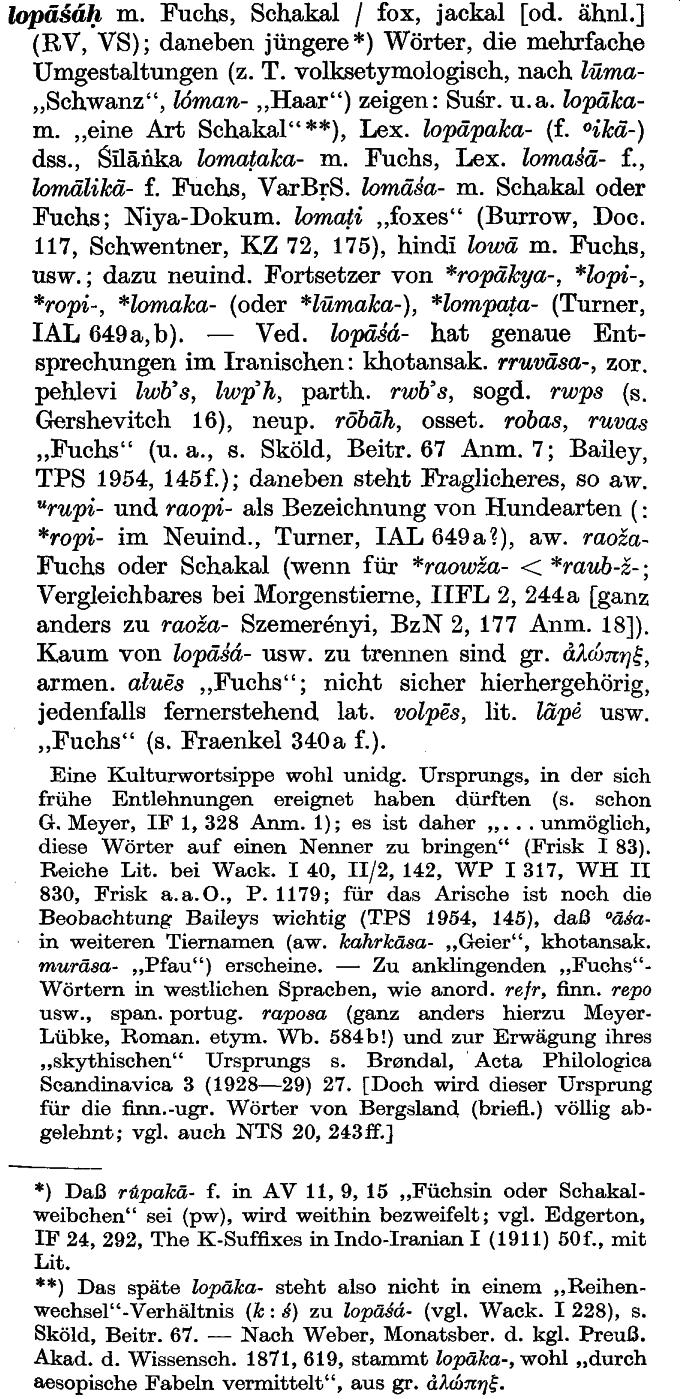 lopāśáḥ m. Fuchs, Schakal / fox, jackal [od. ähnl.]
(RV, VS); daneben jüngere*) Wörter, die mehrfache
Umgestaltungen (z. T. volksetymologisch, nach lūma-
„Schwanz“, lóman- „Haar“) zeigen: Suśr. u. a. lopāka-
m. „eine Art Schakal“**), Lex. lopāpaka- (f. °ikā-)
dss., Śīlāṅka lomaṭaka- m. Fuchs, Lex. lomaśā- f.,
lomālikā- f. Fuchs, VarBṛS. lomāśa- m. Schakal oder
Fuchs; Niya-Dokum. lomaṭi „foxes“ (Burrow, Doc.
117, Schwentner, KZ 72, 175), hindī lowā m. Fuchs,
usw.; dazu neuind. Fortsetzer von *ropākya-, *lopi-,
*ropi-, *lomaka- (oder *lūmaka-), *lompaṭa- (Turner,
IAL 649a,b). — Ved. lopāśá- hat genaue Ent-
sprechungen im Iranischen: khotansak. rruvāsa-, zor.
pehlevi lwb's, lwp'h, parth. rwb's, sogd. rwps (s.
Gershevitch 16), neup. rōbāh, osset. robas, ruvas
„Fuchs“ (u. a., s. Sköld, Beitr. 67 Anm. 7; Bailey,
TPS 1954, 145f.); daneben steht Fraglicheres, so aw.
ᵘrupi- und raopi- als Bezeichnung von Hundearten (:
*ropi- im Neuind., Turner, IAL 649a?), aw. raoža-
Fuchs oder Schakal (wenn für *raowža- < *raub-ž-;
Vergleichbares bei Morgenstierne, IIFL 2, 244a [ganz
anders zu raoža- Szemerényi, BzN 2, 177 Anm. 18]).
Kaum von lopāśá- usw. zu trennen sind gr. ἀλώπηξ,
armen. ałuēs „Fuchs“; nicht sicher hierhergehörig,
jedenfalls fernerstehend lat. volpēs, lit. lãpė usw.
„Fuchs“ (s. Fraenkel 340a f.).
Eine Kulturwortsippe wohl unidg. Ursprungs, in der sich
frühe Entlehnungen ereignet haben dürften (s. schon
G. Meyer, IF 1, 328 Anm. 1); es ist daher „. . . unmöglich,
diese Wörter auf einen Nenner zu bringen“ (Frisk I 83).
Reiche Lit. bei Wack. I 40, II/2, 142, WP I 317, WH II
830, Frisk a.a.O., P. 1179; für das Arische ist noch die
Beobachtung Baileys wichtig (TPS 1954, 145), daß °āśa-
in weiteren Tiernamen (aw. kahrkāsa- „Geier“, khotansak.
murāsa- „Pfau“) erscheine. — Zu anklingenden „Fuchs“-
Wörtern in westlichen Sprachen, wie anord. refr, finn. repo
usw., span. portug. raposa (ganz anders hierzu Meyer-
Lübke, Roman. etym. Wb. 584b!) und zur Erwägung ihres
„skythischen“ Ursprungs s. Brøndal, Acta Philologica
Scandinavica 3 (1928—29) 27. [Doch wird dieser Ursprung
für die finn.-ugr. Wörter von Bergsland (briefl.) völlig ab-
gelehnt; vgl. auch NTS 20, 243ff.]
*) Daß rúpakā- f. in AV 11, 9, 15 „Füchsin oder Schakal-
weibchen“ sei (pw), wird weithin bezweifelt; vgl. Edgerton,
IF 24, 292, The K-Suffixes in Indo-Iranian I (1911) 50f., mit
Lit.
**) Das späte lopāka- steht also nicht in einem „Reihen-
wechsel“-Verhältnis (k : ś) zu lopāśá- (vgl. Wack. I 228), s.
Sköld, Beitr. 67. — Nach Weber, Monatsber. d. kgl. Preuß.
Akad. d. Wissensch. 1871, 619, stammt lopāka-, wohl „durch
aesopische Fabeln vermittelt“, aus gr. ἀλώπηξ.